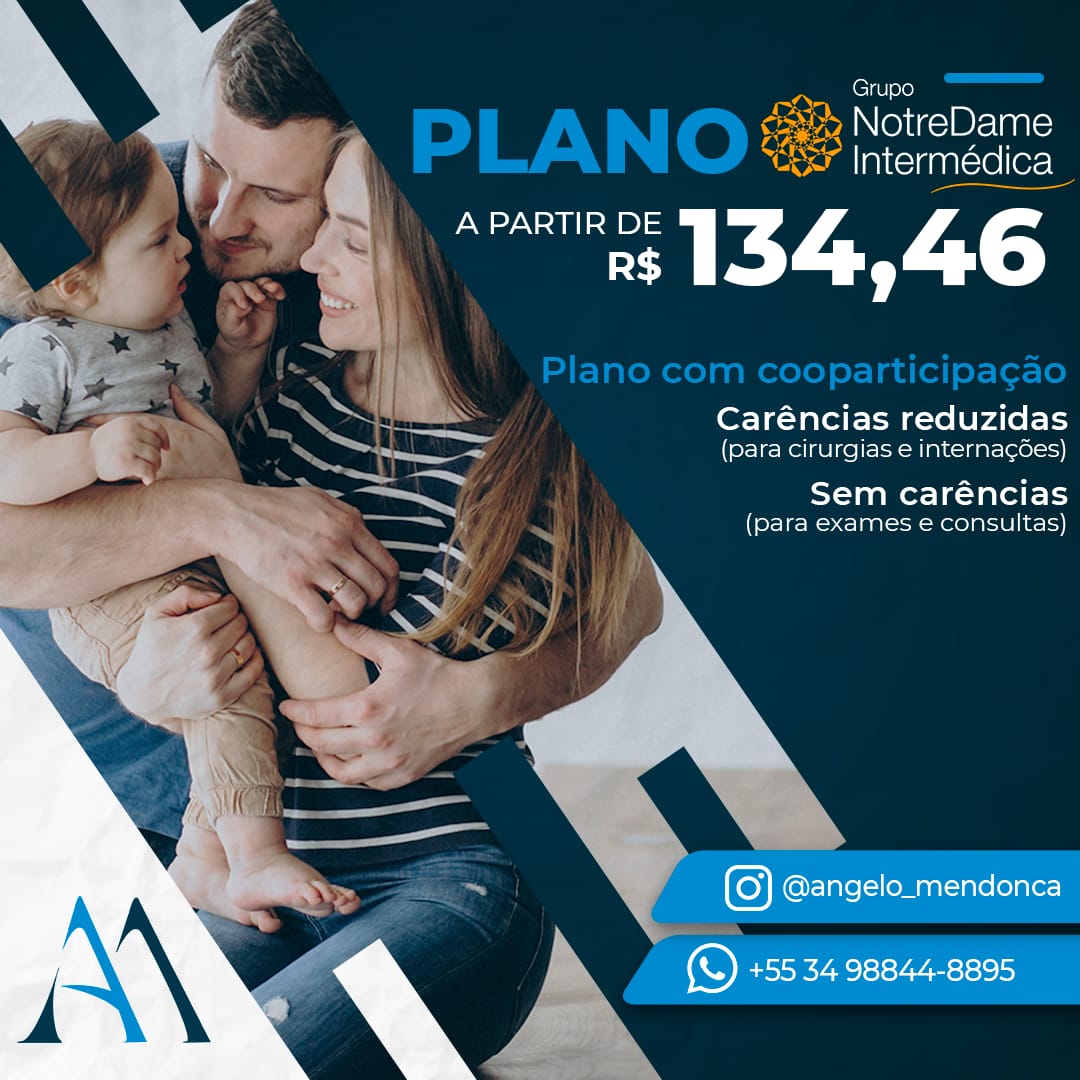 PLANO
Grupo
NotreDame
Intermédica
A PARTIR DE
R$ 134,46
Plano com cooparticipação
Carências reduzidas
(para cirurgias e internações)
Sem carências
(para exames e consultas)
@angelo_mendonca
+55 34 98844-8895
AM